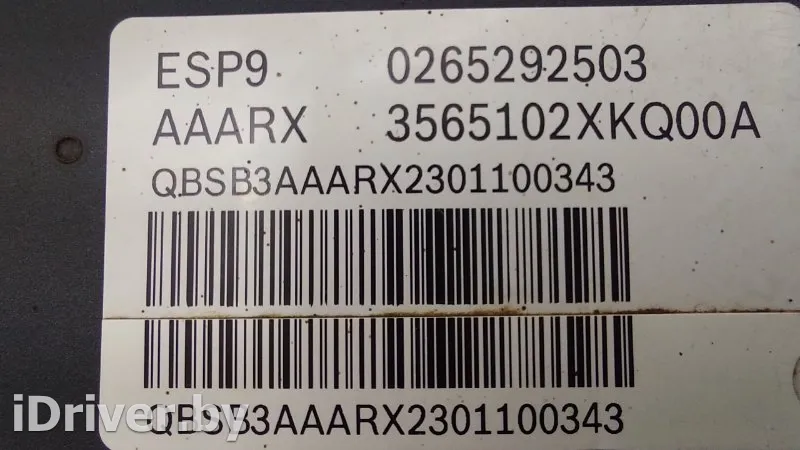 ESP9 0265292503
AAARX 3565102XKQ00A
QBSB3AAARX2301100343
QBSB3AAARX2301100343
iDriver.by